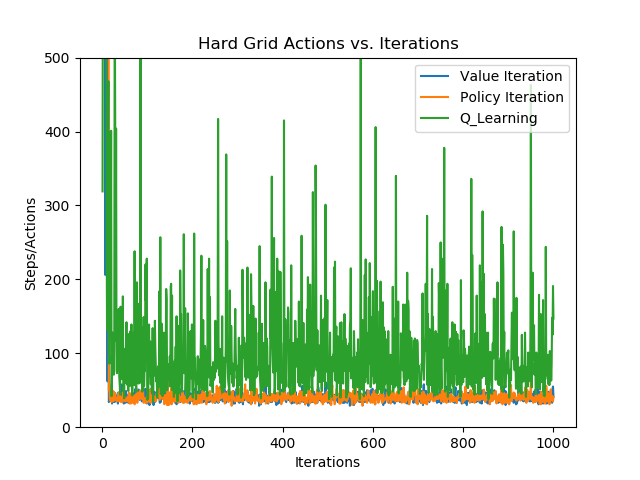 Hard Grid Actions vs. Iterations
Steps/Actions
500
400
300
200
100
0
Value Iteration
Policy Iteration
Q_Learning
0 200 400 600 800 1000
Iterations